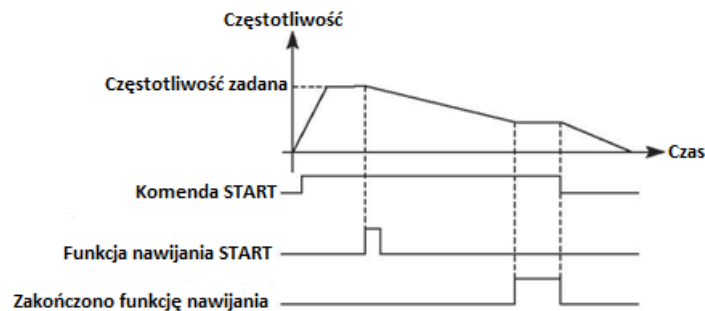 Częstotliwość
Częstotliwość zadana
Czas
Komenda START
Funkcja nawijania START
Zakończono funkcję nawijania